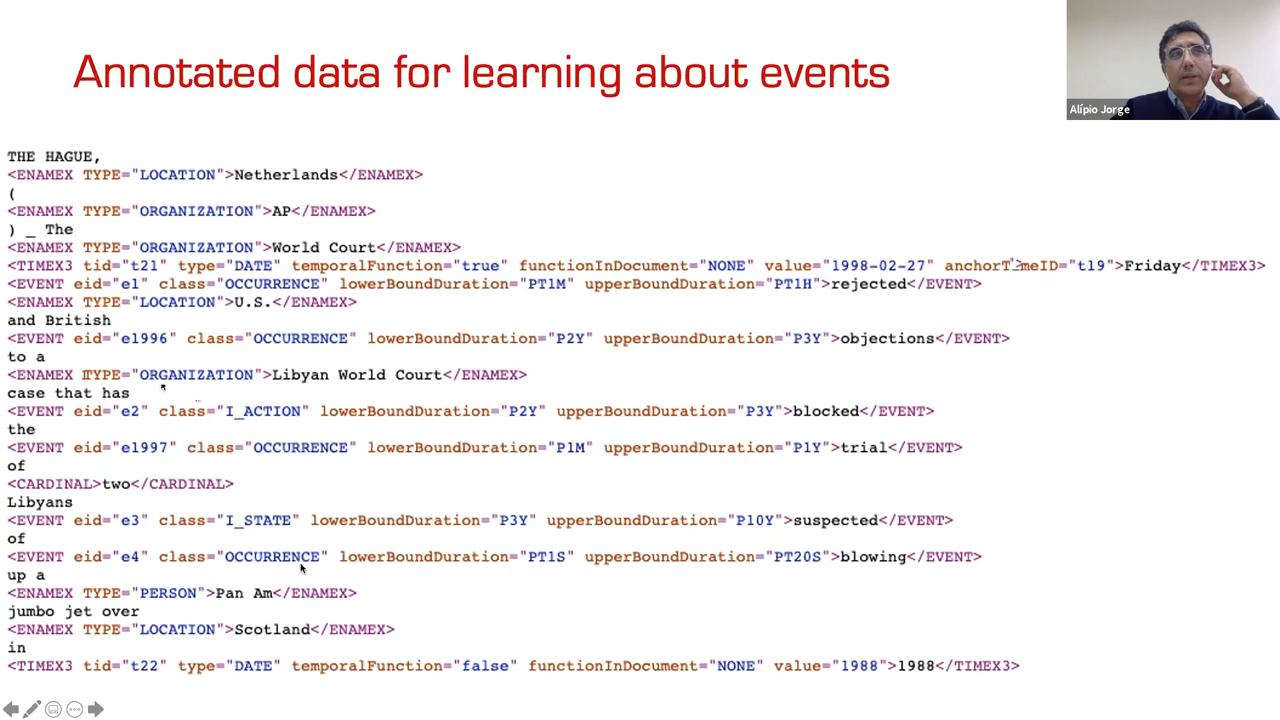 Annotated data for learning about events
Alípio Jorge
THE HAGUE,
<ENAMEX TYPE="LOCATION">Netherlands</ENAMEX>
(
<ENAMEX TYPE="ORGANIZATION">AP</ENAMEX>
) _ The
<ENAMEX TYPE="ORGANIZATION">World Court</ENAMEX>
<TIMEX3 tid="t21" type="DATE" temporalFunction="true" functionInDocument="NONE" value="1998-02-27" anchorTimeID="t19">Friday</TIMEX3>
<EVENT eid="e1" class="OCCURRENCE" lowerBoundDuration="PT1M" upperBoundDuration="PT1H">rejected</EVENT>
<ENAMEX TYPE="LOCATION">U.S.</ENAMEX>
and British
<EVENT eid="e1996" class="OCCURRENCE" lowerBoundDuration="P2Y" upperBoundDuration="P3Y">objections</EVENT>
to a
<ENAMEX TYPE="ORGANIZATION">Libyan World Court</ENAMEX>
case that has
<EVENT eid="e2" class="I_ACTION" lowerBoundDuration="P2Y" upperBoundDuration="P3Y">blocked</EVENT>
the
<EVENT eid="e1997" class="OCCURRENCE" lowerBoundDuration="P1M" upperBoundDuration="P1Y">trial</EVENT>
of
<CARDINAL>two</CARDINAL>
Libyans
<EVENT eid="e3" class="I_STATE" lowerBoundDuration="P3Y" upperBoundDuration="P10Y">suspected</EVENT>
of
<EVENT eid="e4" class="OCCURRENCE" lowerBoundDuration="PT1S" upperBoundDuration="PT20S">blowing</EVENT>
up a
<ENAMEX TYPE="PERSON">Pan Am</ENAMEX>
jumbo jet over
<ENAMEX TYPE="LOCATION">Scotland</ENAMEX>
in
<TIMEX3 tid="t22" type="DATE" temporalFunction="false" functionInDocument="NONE" value="1988">1988</TIMEX3>